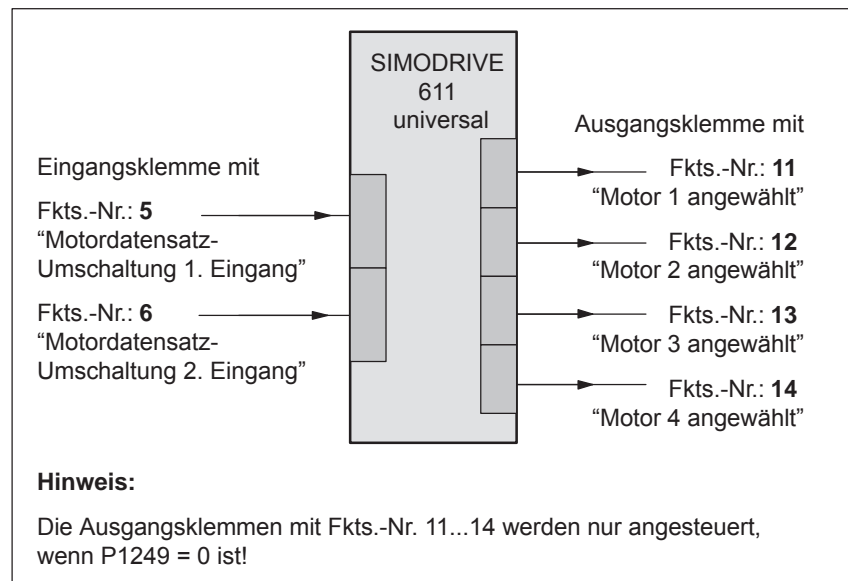 SIMODRIVE
611
universal
Eingangsklemme mit
Fkts.-Nr.: 5
“Motordatensatz-
Umschaltung 1. Eingang”
Fkts.-Nr.: 6
“Motordatensatz-
Umschaltung 2. Eingang”
Ausgangsklemme mit
Fkts.-Nr.: 11
“Motor 1 angewählt”
Fkts.-Nr.: 12
“Motor 2 angewählt”
Fkts.-Nr.: 13
“Motor 3 angewählt”
Fkts.-Nr.: 14
“Motor 4 angewählt”
Hinweis:
Die Ausgangsklemmen mit Fkts.-Nr. 11...14 werden nur angesteuert,
wenn P1249 = 0 ist!